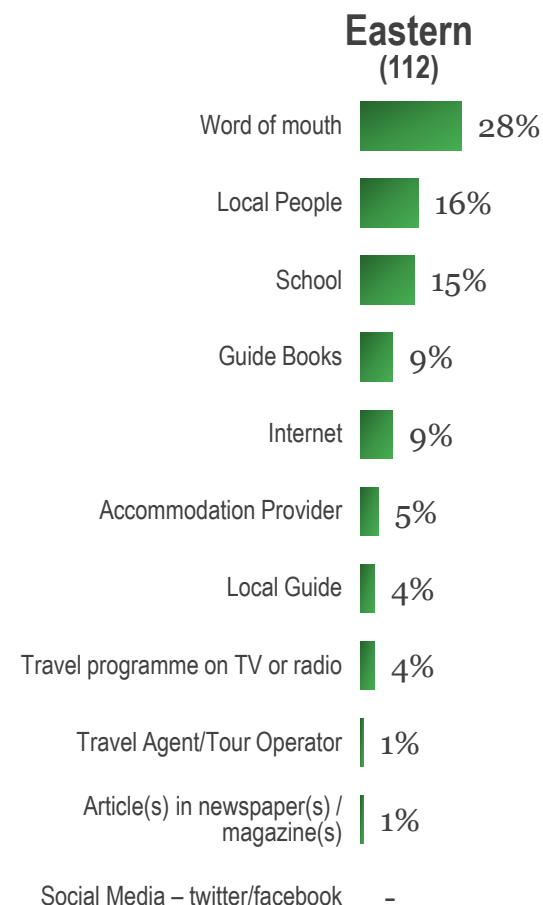 Eastern
(112)
Word of mouth 28%
Local People 16%
School 15%
Guide Books 9%
Internet 9%
Accommodation Provider 5%
Local Guide 4%
Travel programme on TV or radio 4%
Travel Agent/Tour Operator 1%
Article(s) in newspaper(s) /
magazine(s) 1%
Social Media – twitter/facebook -